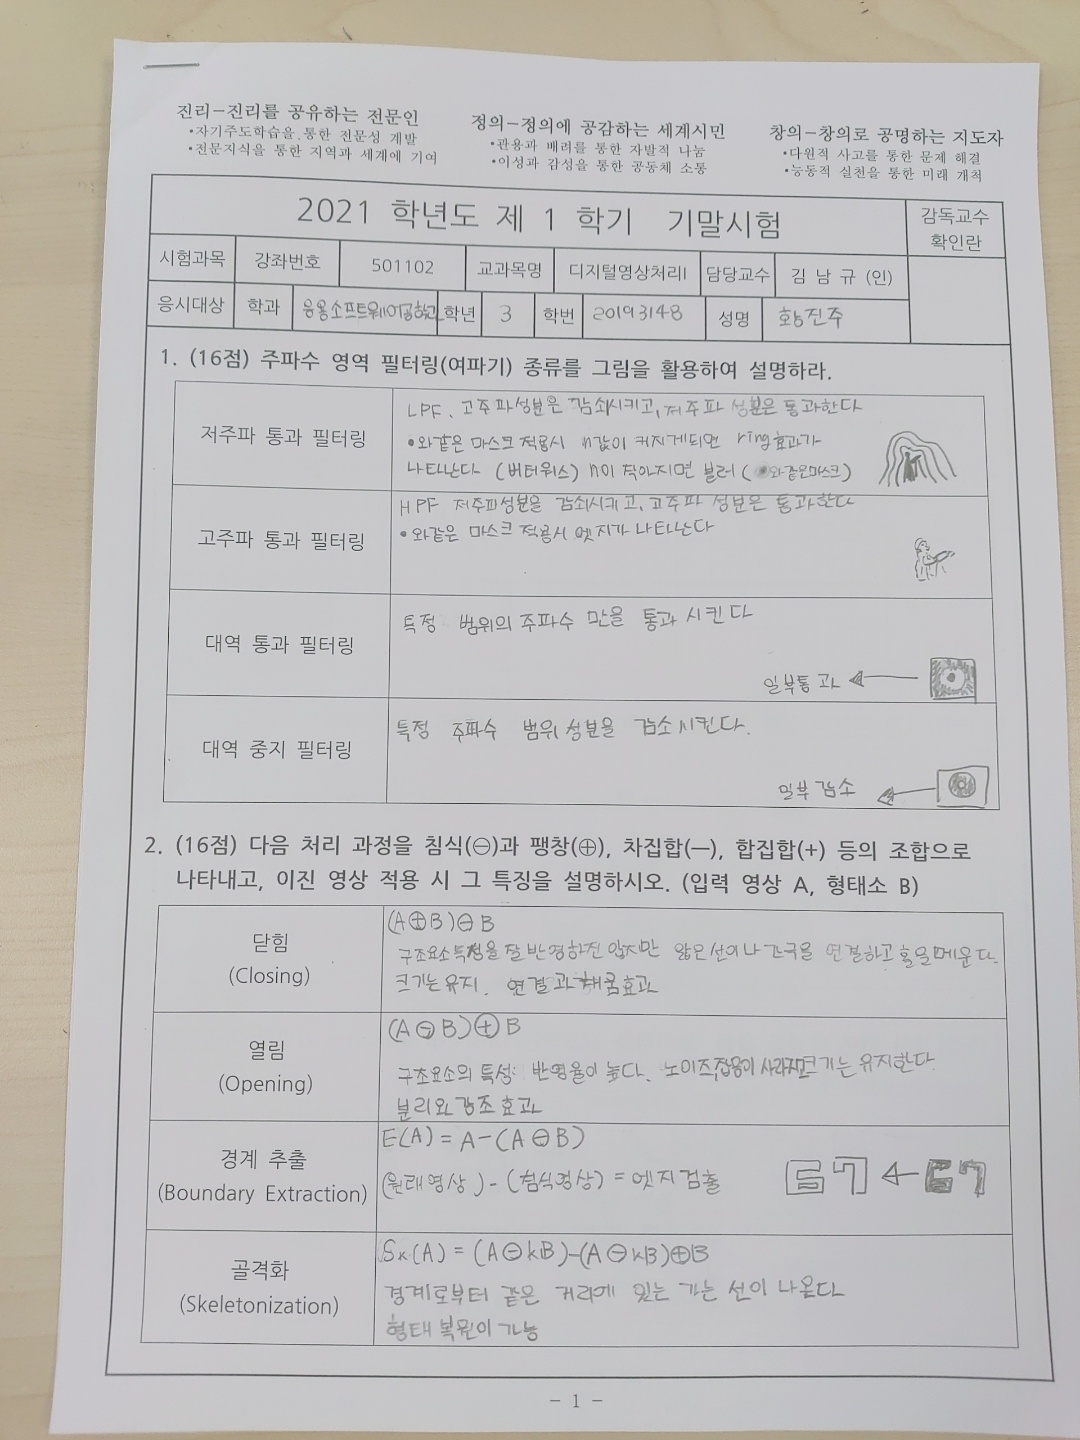 진리-진리를 공유하는 전문인
•자기주도학습을 통한 전문성 개발
•전문지식을 통한 지역과 세계에 기여
정의-정의에 공감하는 세계시민
•관용과 배려를 통한 자발적 나눔
•이성과 감성을 통한 공동체 소통
창의-창의로 공명하는 지도자
•다원적 사고를 통한 문제 해결
•능동적 실천을 통한 미래 개척
2021 학년도 제 1 학기 기말시험
감독교수
확인란
시험과목 강좌번호 501102 교과목명 디지털영상처리I 담당교수 김 남 규 (인)
응시대상 학과 응용소프트웨어공학과 학년 3 학번 20193148 성명 황진주
1. (16점) 주파수 영역 필터링(여파기) 종류를 그림을 활용하여 설명하라.
저주파 통과 필터링
LPF. 고주파성분은 감쇠시키고, 저주파 성분은 통과한다
•와같은 마스크 적용시 n값이 커지게되면 ring효과가
나타난다 (버터워스) n이 작아지면 블러 ( ●와같은마스크)
고주파 통과 필터링
HPF 저주파성분을 감쇠시키고, 고주파 성분은 통과한다
•와같은 마스크 적용시 엣지가 나타난다
대역 통과 필터링
특정 범위의 주파수 만을 통과 시킨다
일부통과
대역 중지 필터링
특정 주파수 범위 성분을 감소시킨다.
일부 감소
2. (16점) 다음 처리 과정을 침식(⊖)과 팽창(⊕), 차집합(—), 합집합(+) 등의 조합으로
나타내고, 이진 영상 적용 시 그 특징을 설명하시오. (입력 영상 A, 형태소 B)
닫힘
(Closing)
(A⊕B)⊖B
구조요소특성을 잘 반영하진 않지만 얇은선이나 간극을 연결하고 홀을메운다.
크기는 유지. 연결과 채움효과
열림
(Opening)
(A⊖B)⊕B
구조요소의 특성 반영율이 높다. 노이즈, 잡음이 사라지며 크기는 유지한다.
분리와 강조 효과
경계 추출
(Boundary Extraction)
E(A) = A-(A⊖B)
(원래영상) - (침식영상) = 엣지검출
골격화
(Skeletonization)
Sk(A) = (A⊖kB)-(A⊖kB)⊕B
경계로부터 같은 거리에 있는 가는 선이 나온다
형태 복원이 가능
- 1 -